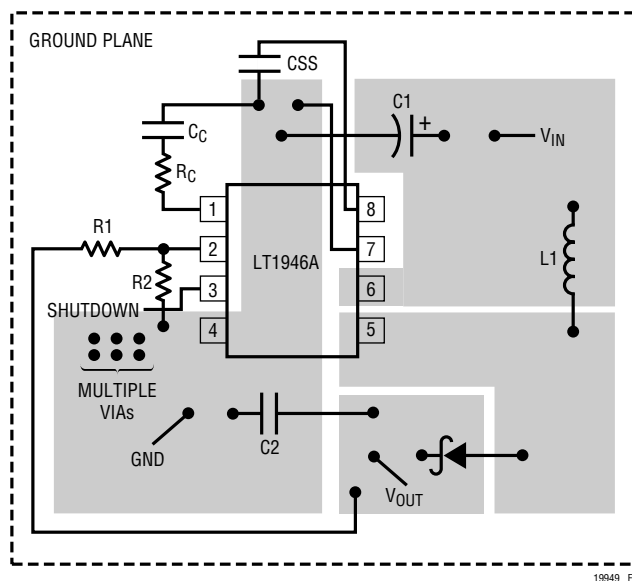 GROUND PLANE
CSS
C1
+
VIN
CC
RC
1
8
R1
2
7
LT1946A
L1
R2
3
6
SHUTDOWN
4
5
MULTIPLE
VIAs
C2
GND
VOUT